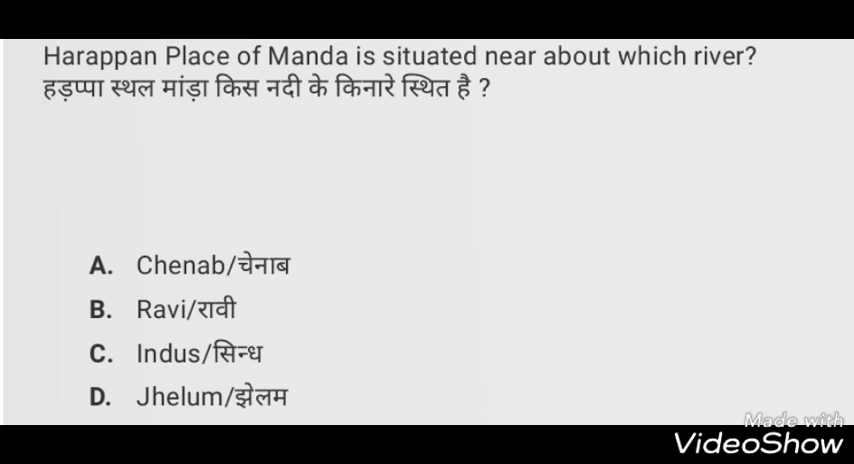 Harappan Place of Manda is situated near about which river?
हड़प्पा स्थल मांड़ा किस नदी के किनारे स्थित है ?
A. Chenab/चेनाब
B. Ravi/रावी
C. Indus/सिन्ध
D. Jhelum/झेलम
Made with
VideoShow